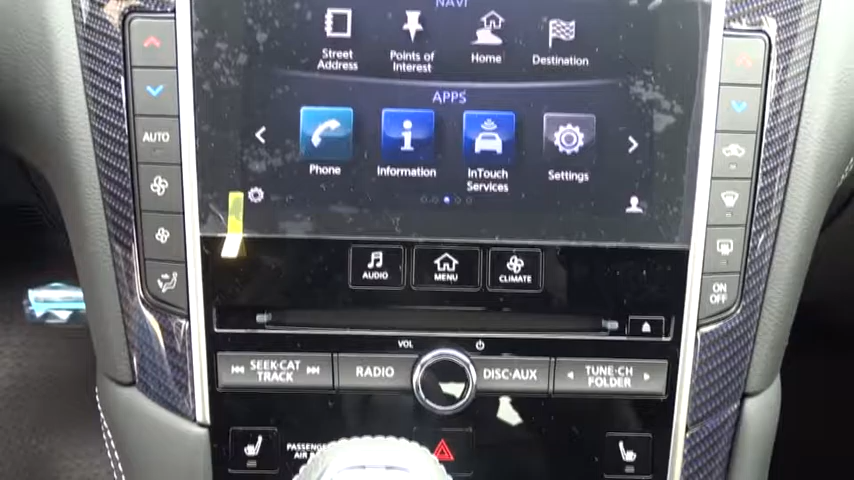 NAVI
Street
Address
Points of
Interest
Home
Destination
APPS
Phone
Information
InTouch
Services
Settings
AUTO
AUDIO
MENU
CLIMATE
ON
OFF
VOL
SEEK·CAT
TRACK
RADIO
DISC·AUX
TUNE·CH
FOLDER
PASSENGER
AIR